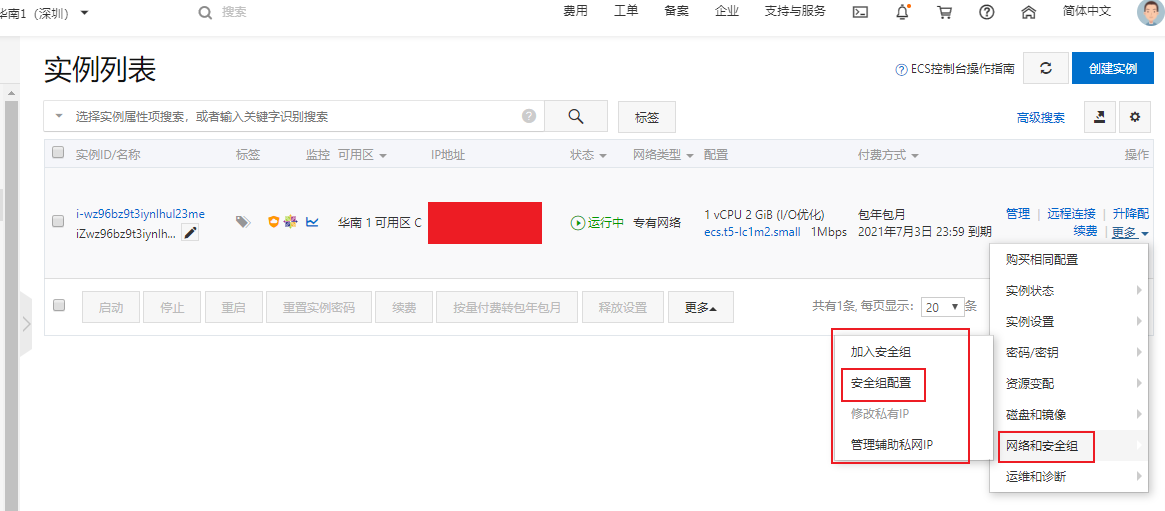 华南1（深圳）
搜索
费用 工单 备案 企业 支持与服务 简体中文
实例列表
ECS控制台操作指南
创建实例
选择实例属性项搜索，或者输入关键字识别搜索
标签
高级搜索
实例ID/名称 标签 监控 可用区 IP地址 状态 网络类型 配置 付费方式 操作
i-wz96bz9t3iynlhul23me
iZwz96bz9t3iynlh...
华南 1 可用区 C
运行中
专有网络
1 vCPU 2 GiB (I/O优化)
ecs.t5-lc1m2.small 1Mbps
包年包月
2021年7月3日 23:59 到期
管理 | 远程连接 | 升降配
续费 | 更多
启动 停止 重启 重置实例密码 续费 按量付费转包年包月 释放设置 更多
共有1条, 每页显示: 20 条
购买相同配置
实例状态
实例设置
密码/密钥
资源变配
磁盘和镜像
网络和安全组
运维和诊断
加入安全组
安全组配置
修改私有IP
管理辅助私网IP